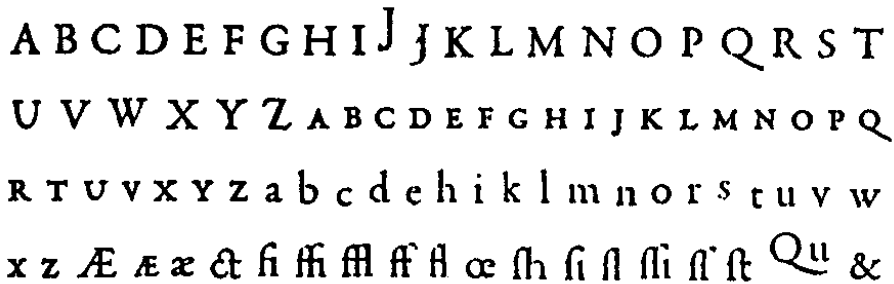 A B C D E F G H I J J K L M N O P Q R S T
U V W X Y Z A B C D E F G H I J K L M N O P Q
R T U V X Y Z a b c d e h i k l m n o r s t u v w
x z Æ Æ æ ct fi ffi ffl ff fl œ ſh ſi ſl ſſi ſſ ſt Qu &